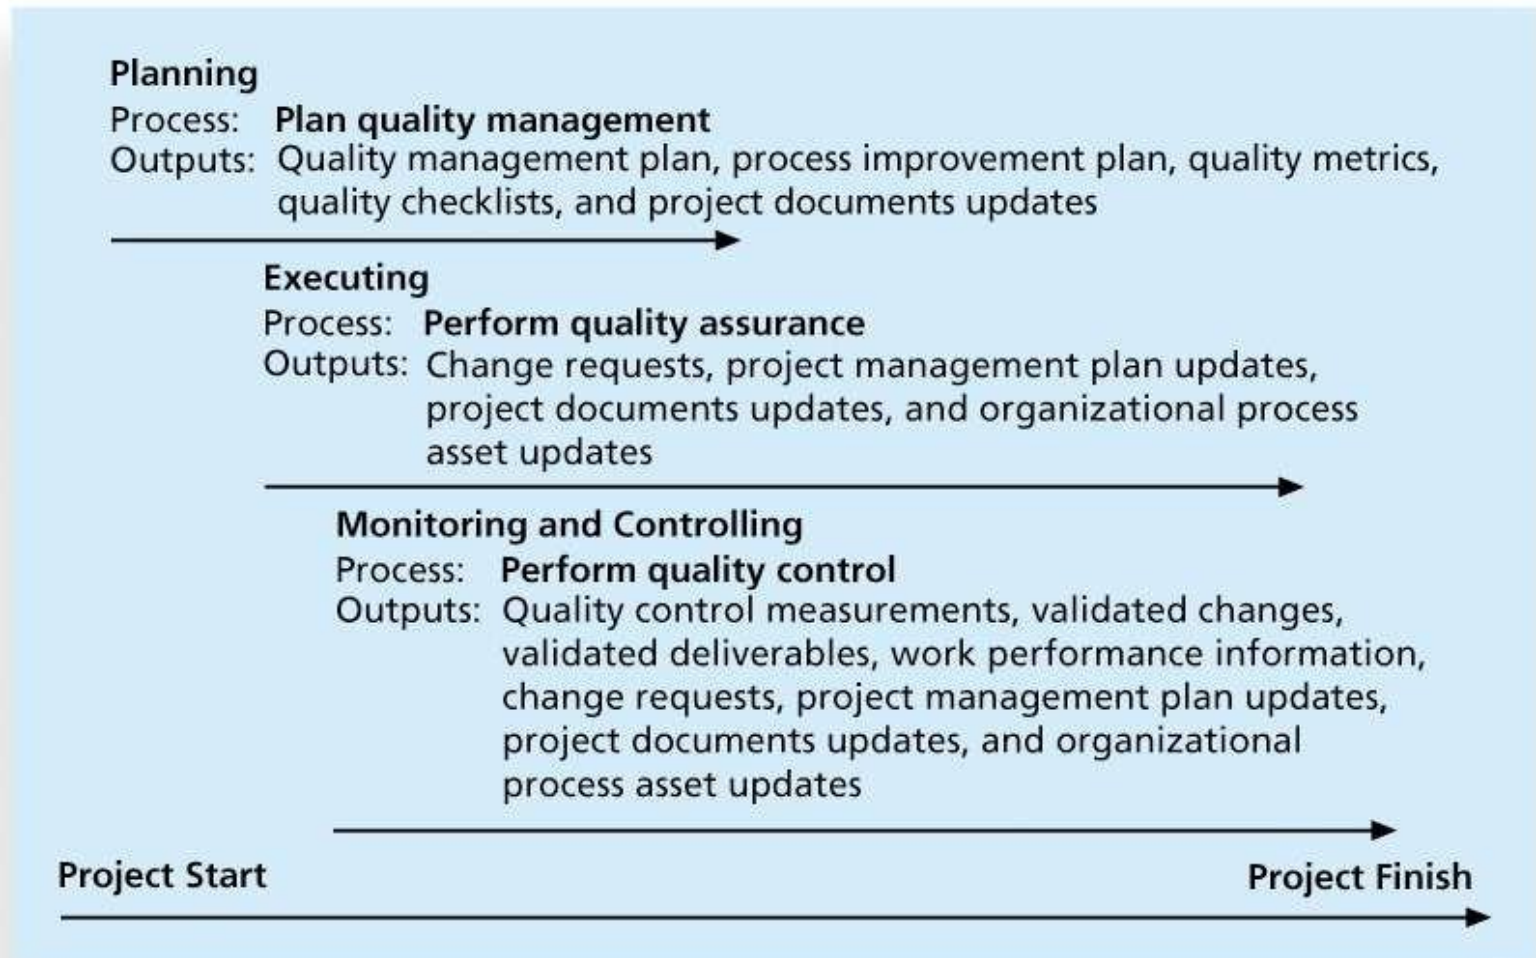 Planning
Process: Plan quality management
Outputs: Quality management plan, process improvement plan, quality metrics,
quality checklists, and project documents updates
Executing
Process: Perform quality assurance
Outputs: Change requests, project management plan updates,
project documents updates, and organizational process
asset updates
Monitoring and Controlling
Process: Perform quality control
Outputs: Quality control measurements, validated changes,
validated deliverables, work performance information,
change requests, project management plan updates,
project documents updates, and organizational
process asset updates
Project Start Project Finish